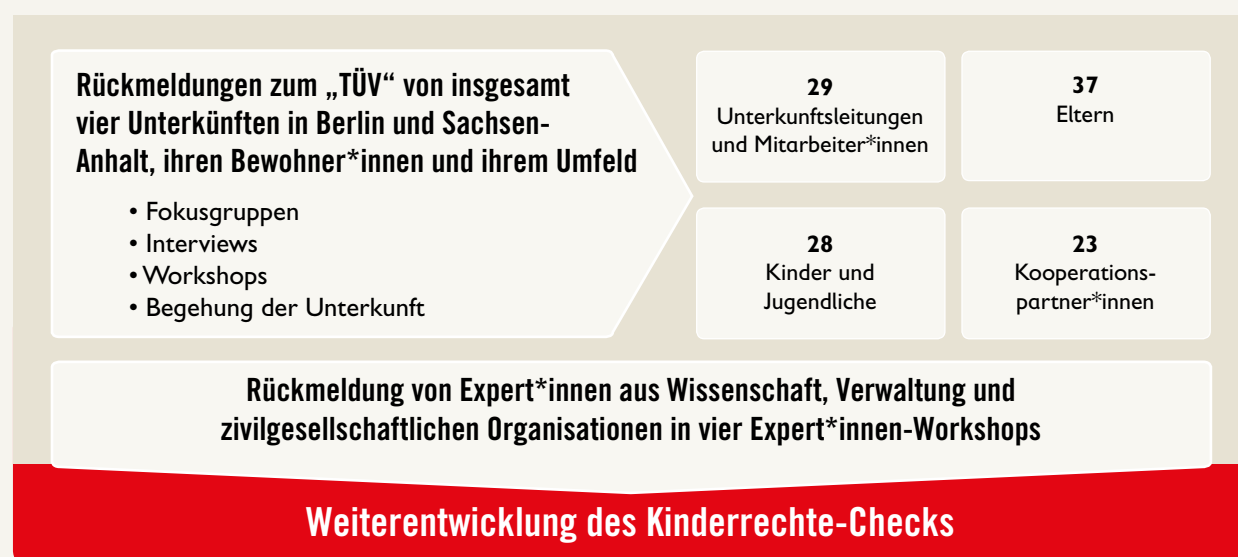 Rückmeldungen zum „TÜV“ von insgesamt
vier Unterkünften in Berlin und Sachsen-
Anhalt, ihren Bewohner*innen und ihrem Umfeld
• Fokusgruppen
• Interviews
• Workshops
• Begehung der Unterkunft
29
Unterkunftsleitungen
und Mitarbeiter*innen
37
Eltern
28
Kinder und
Jugendliche
23
Kooperations-
partner*innen
Rückmeldung von Expert*innen aus Wissenschaft, Verwaltung und
zivilgesellschaftlichen Organisationen in vier Expert*innen-Workshops
Weiterentwicklung des Kinderrechte-Checks